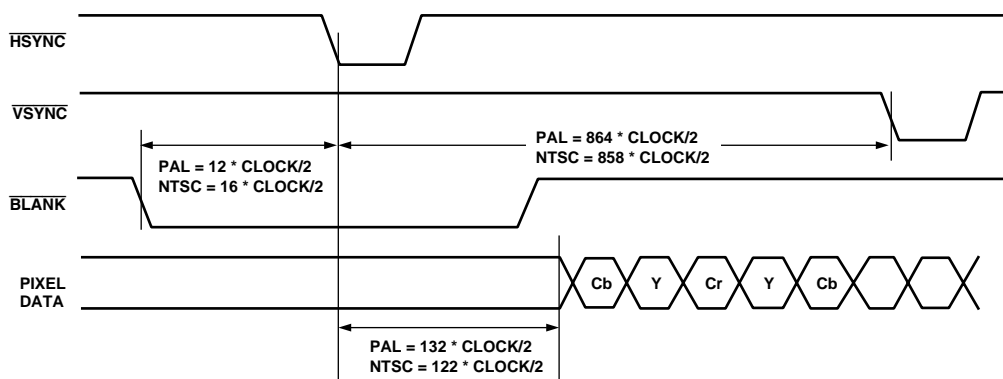 HSYNC
VSYNC
PAL = 12 * CLOCK/2
NTSC = 16 * CLOCK/2
PAL = 864 * CLOCK/2
NTSC = 858 * CLOCK/2
BLANK
PIXEL
DATA
Cb Y Cr Y Cb
PAL = 132 * CLOCK/2
NTSC = 122 * CLOCK/2